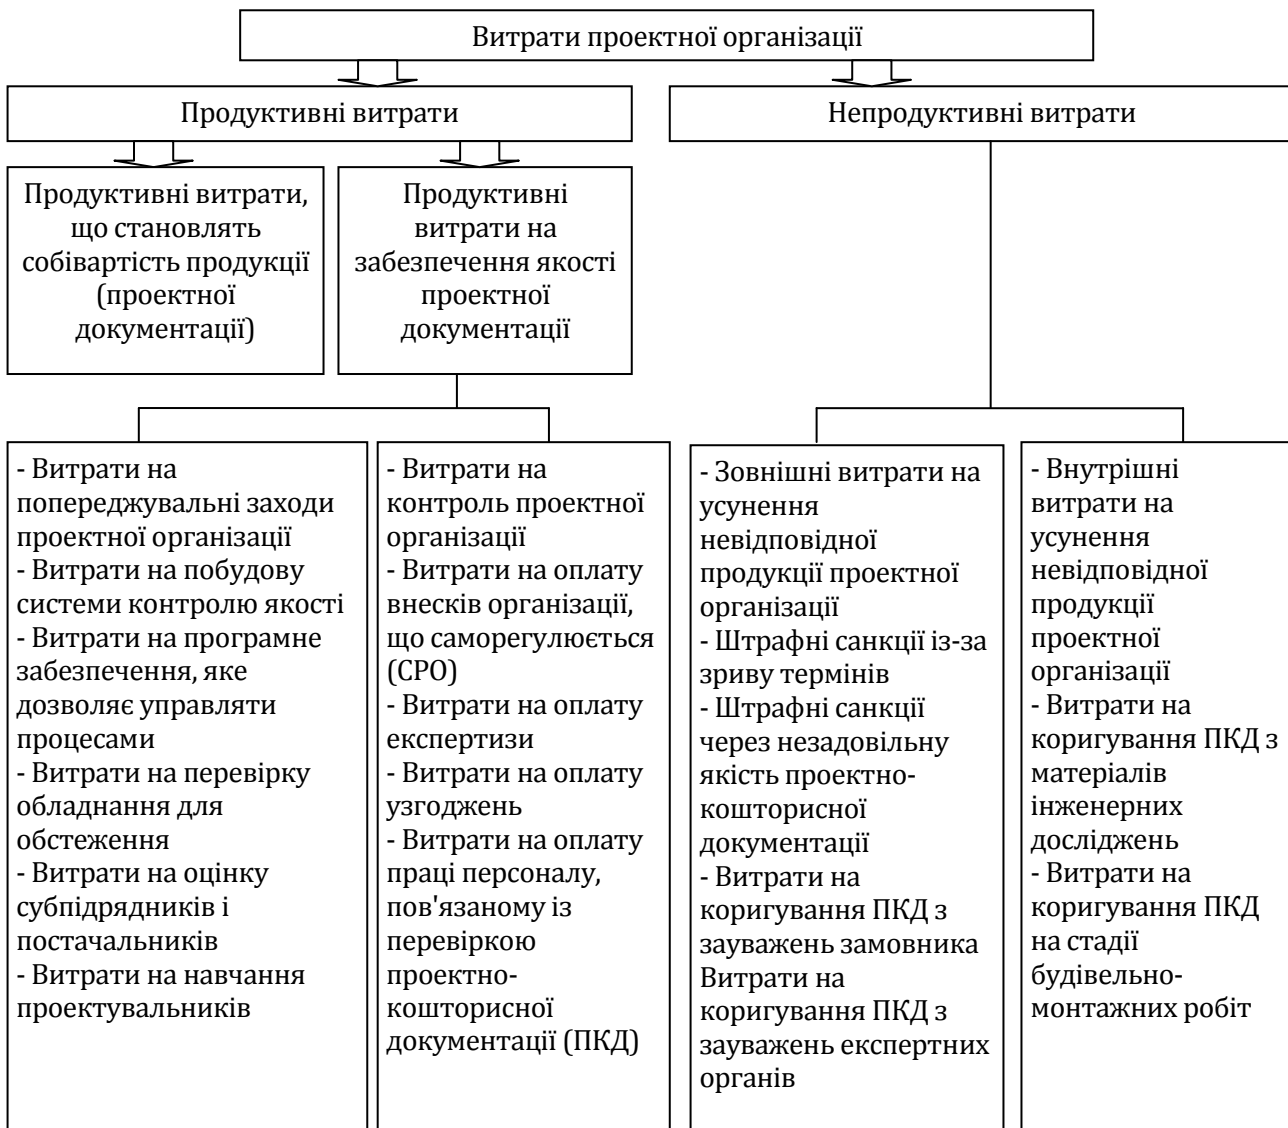 Витрати проектної організації
Продуктивні витрати
Непродуктивні витрати
Продуктивні витрати,
що становлять
собівартість продукції
(проектної
документації)
Продуктивні
витрати на
забезпечення якості
проектної
документації
- Витрати на
попереджувальні заходи
проектної організації
- Витрати на побудову
системи контролю якості
- Витрати на програмне
забезпечення, яке
дозволяє управляти
процесами
- Витрати на перевірку
обладнання для
обстеження
- Витрати на оцінку
субпідрядників і
постачальників
- Витрати на навчання
проектувальників
- Витрати на
контроль проектної
організації
- Витрати на оплату
внесків організації,
що саморегулюється
(СРО)
- Витрати на оплату
експертизи
- Витрати на оплату
узгоджень
- Витрати на оплату
праці персоналу,
пов'язаному із
перевіркою
проектно-
кошторисної
документації (ПКД)
- Зовнішні витрати на
усунення
невідповідної
продукції проектної
організації
- Штрафні санкції із-за
зриву термінів
- Штрафні санкції
через незадовільну
якість проектно-
кошторисної
документації
- Витрати на
коригування ПКД з
зауважень замовника
Витрати на
коригування ПКД з
зауважень експертних
органів
- Внутрішні
витрати на
усунення
невідповідної
продукції
проектної
організації
- Витрати на
коригування ПКД з
матеріалів
інженерних
досліджень
- Витрати на
коригування ПКД
на стадії
будівельно-
монтажних робіт